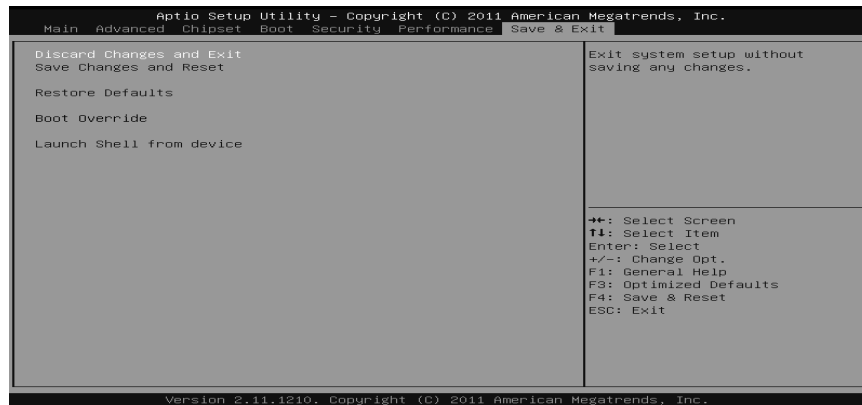 Aptio Setup Utility – Copyright (C) 2011 American Megatrends, Inc.
Main Advanced Chipset Boot Security Performance Save & Exit
Discard Changes and Exit
Save Changes and Reset
Restore Defaults
Boot Override
Launch Shell from device
Exit system setup without
saving any changes.
→←: Select Screen
↑↓: Select Item
Enter: Select
+/-: Change Opt.
F1: General Help
F3: Optimized Defaults
F4: Save & Reset
ESC: Exit
Version 2.11.1210. Copyright (C) 2011 American Megatrends, Inc.